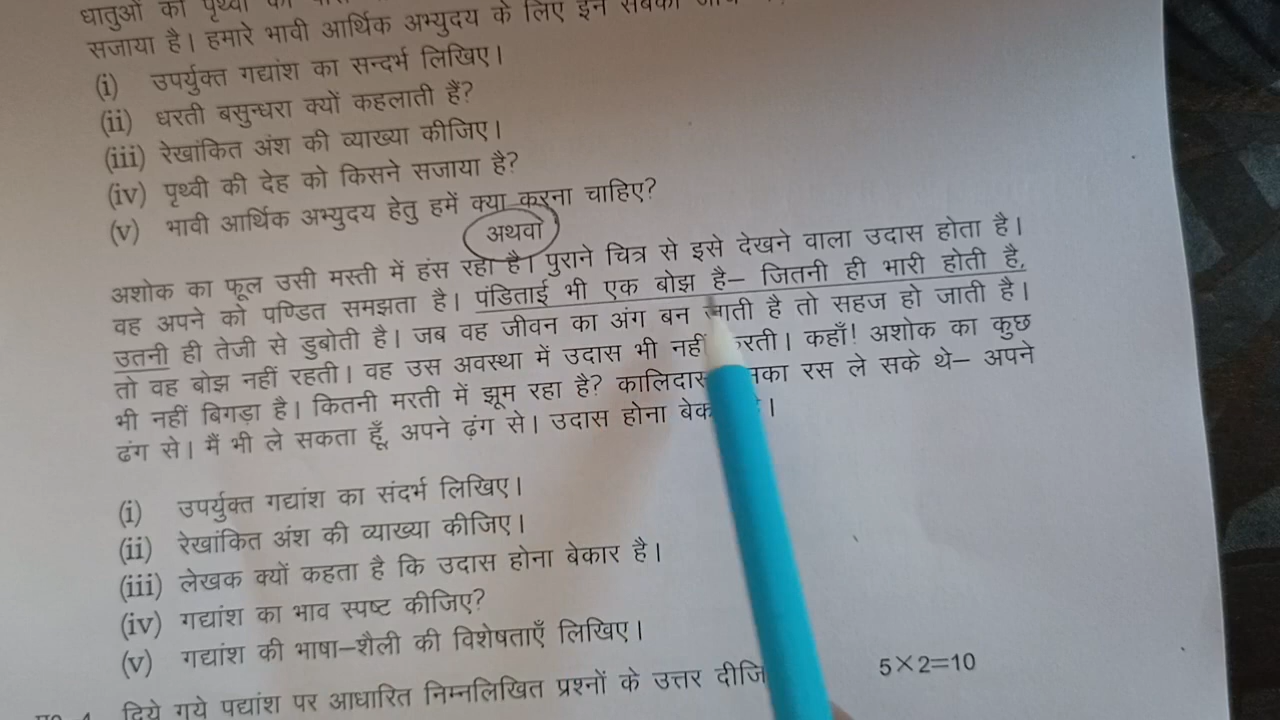 धातुओं को पृथ्वी
सजाया है। हमारे भावी आर्थिक अभ्युदय के लिए इन सबकी
(i) उपर्युक्त गद्यांश का सन्दर्भ लिखिए।
(ii) धरती बसुन्धरा क्यों कहलाती हैं?
(iii) रेखांकित अंश की व्याख्या कीजिए।
(iv) पृथ्वी की देह को किसने सजाया है?
(v) भावी आर्थिक अभ्युदय हेतु हमें क्या करना चाहिए?
अथवा
अशोक का फूल उसी मस्ती में हंस रहा है। पुराने चित्र से इसे देखने वाला उदास होता है।
वह अपने को पण्डित समझता है। पंडिताई भी एक बोझ है– जितनी ही भारी होती है,
उतनी ही तेजी से डुबोती है। जब वह जीवन का अंग बन जाती है तो सहज हो जाती है।
तो वह बोझ नहीं रहती। वह उस अवस्था में उदास भी नहीं करती। कहाँ! अशोक का कुछ
भी नहीं बिगड़ा है। कितनी मस्ती में झूम रहा है? कालिदास इसका रस ले सके थे– अपने
ढंग से। मैं भी ले सकता हूँ, अपने ढ़ंग से। उदास होना बेकार है।
(i) उपर्युक्त गद्यांश का संदर्भ लिखिए।
(ii) रेखांकित अंश की व्याख्या कीजिए।
(iii) लेखक क्यों कहता है कि उदास होना बेकार है।
(iv) गद्यांश का भाव स्पष्ट कीजिए?
(v) गद्यांश की भाषा–शैली की विशेषताएँ लिखिए।
दिये गये पद्यांश पर आधारित निम्नलिखित प्रश्नों के उत्तर 5×2=10